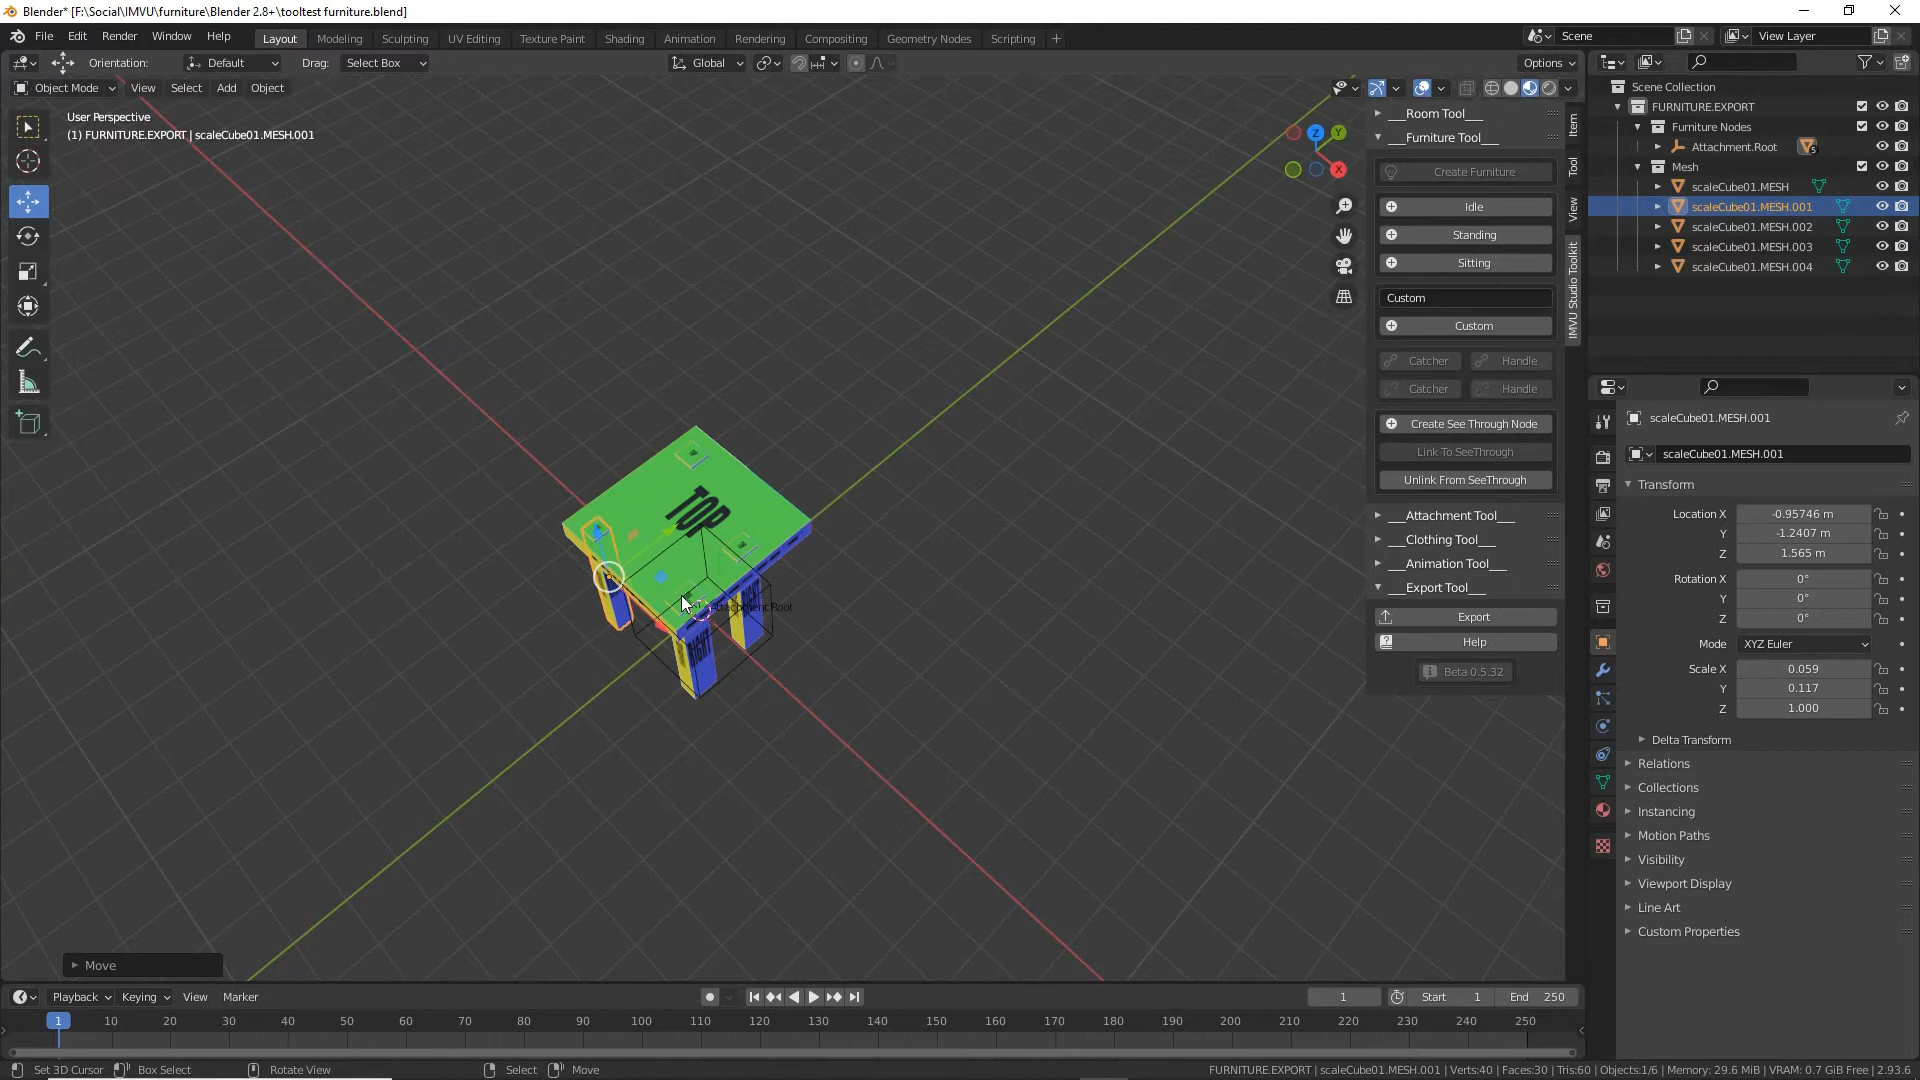 Blender* [F:\Social\IMVU\furniture\Blender 2.8+\tooltest furniture.blend]
File Edit Render Window Help
Layout Modeling Sculpting UV Editing Texture Paint Shading Animation Rendering Compositing Geometry Nodes Scripting +
Scene
View Layer
Orientation: Default Drag: Select Box
Global
Options
Object Mode View Select Add Object
User Perspective
(1) FURNITURE.EXPORT | scaleCube01.MESH.001
Z
Y
X
TOP
RIGHT
Attachment.Root
___Room Tool___
___Furniture Tool___
Create Furniture
Idle
Standing
Sitting
Custom
Custom
Catcher Handle
Catcher Handle
Create See Through Node
Link To SeeThrough
Unlink From SeeThrough
___Attachment Tool___
___Clothing Tool___
___Animation Tool___
___Export Tool___
Export
Help
Beta 0.5.32
Item
Tool
View
IMVU Studio Toolkit
Scene Collection
FURNITURE.EXPORT
Furniture Nodes
Attachment.Root 5
Mesh
scaleCube01.MESH
scaleCube01.MESH.001
scaleCube01.MESH.002
scaleCube01.MESH.003
scaleCube01.MESH.004
scaleCube01.MESH.001
scaleCube01.MESH.001
Transform
Location X -0.95746 m
Y -1.2407 m
Z 1.565 m
Rotation X 0°
Y 0°
Z 0°
Mode XYZ Euler
Scale X 0.059
Y 0.117
Z 1.000
Delta Transform
Relations
Collections
Instancing
Motion Paths
Visibility
Viewport Display
Line Art
Custom Properties
Move
Playback Keying View Marker
1 Start 1 End 250
1 10 20 30 40 50 60 70 80 90 100 110 120 130 140 150 160 170 180 190 200 210 220 230 240 250
Set 3D Cursor Box Select Rotate View Select Move
FURNITURE.EXPORT | scaleCube01.MESH.001 | Verts:40 | Faces:30 | Tris:60 | Objects:1/6 | Memory: 29.6 MiB | VRAM: 0.7 GiB Free | 2.93.6